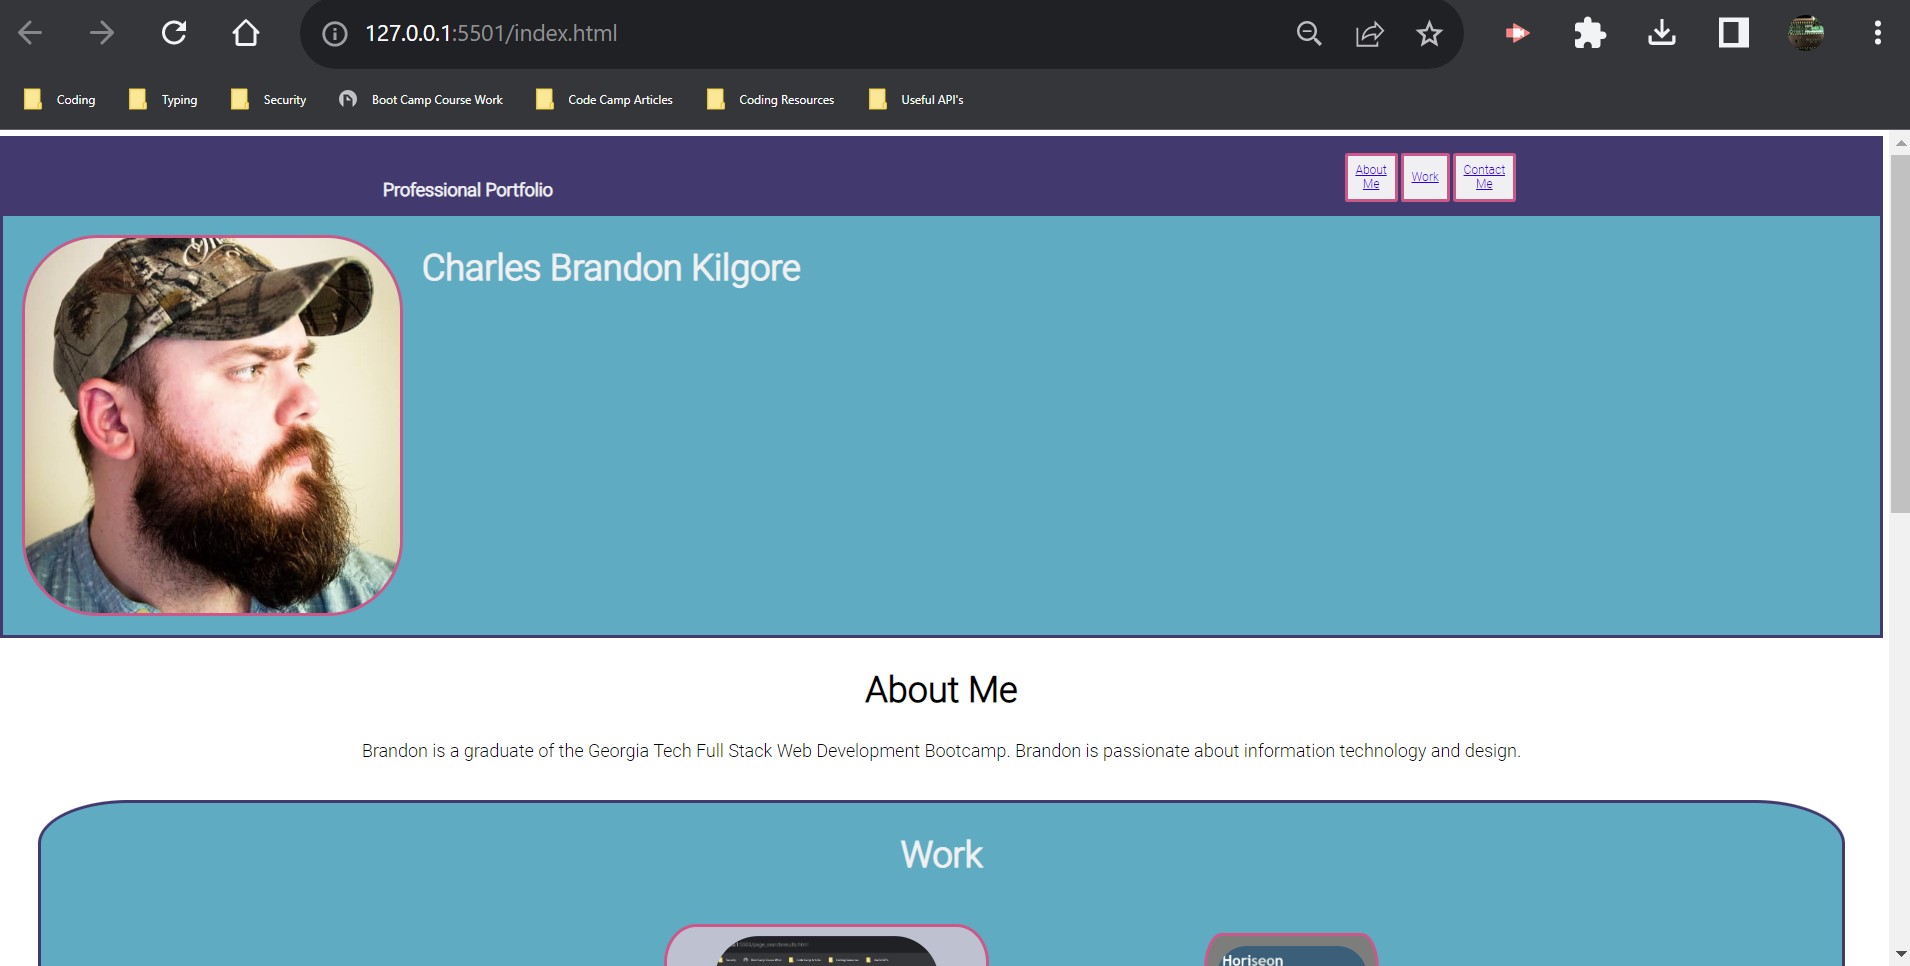 127.0.0.1:5501/index.html
Coding Typing Security Boot Camp Course Work Code Camp Articles Coding Resources Useful API's
Professional Portfolio
About
Me
Work
Contact
Me
Charles Brandon Kilgore
About Me
Brandon is a graduate of the Georgia Tech Full Stack Web Development Bootcamp. Brandon is passionate about information technology and design.
Work
Horiseon